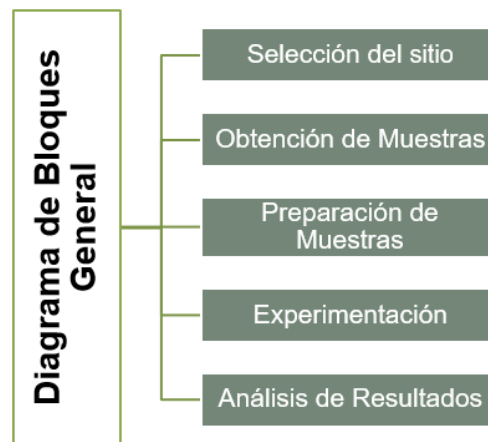 Diagrama de Bloques
General
Selección del sitio
Obtención de Muestras
Preparación de
Muestras
Experimentación
Análisis de Resultados